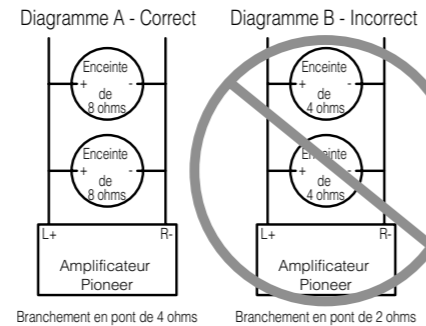 Diagramme A - Correct
Enceinte
+ -
de
8 ohms
Enceinte
+ -
de
8 ohms
L+ R-
Amplificateur
Pioneer
Branchement en pont de 4 ohms
Diagramme B - Incorrect
Enceinte
+ -
de
4 ohms
Enceinte
+ -
de
4 ohms
L+ R-
Amplificateur
Pioneer
Branchement en pont de 2 ohms